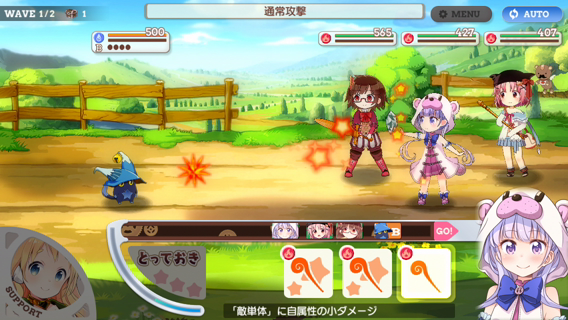 WAVE 1/2 1
通常攻撃
MENU
AUTO
500
B
565
427
407
B
GO!
とっておき
SUPPORT
「敵単体」に自属性の小ダメージ